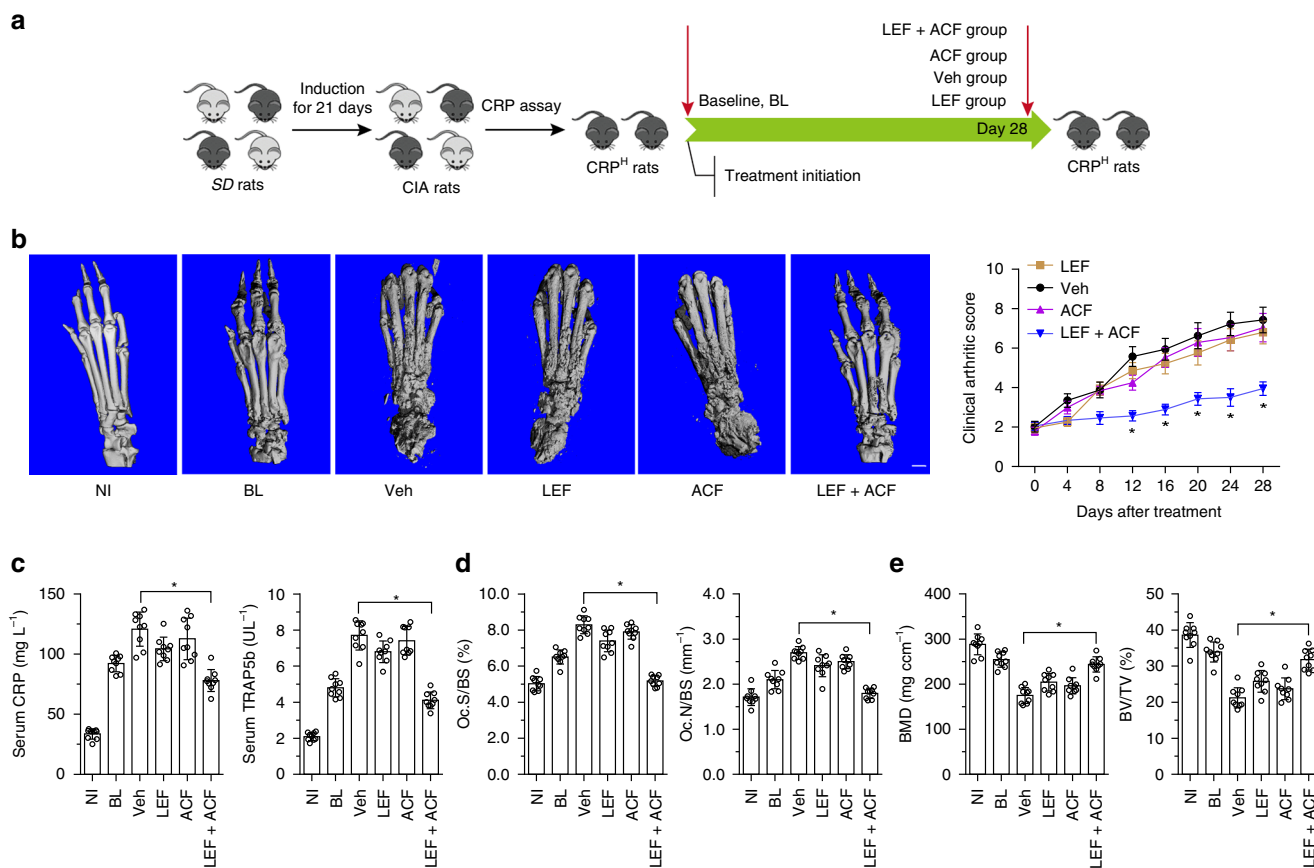 a
LEF + ACF group
ACF group
Veh group
LEF group
Induction
for 21 days
CRP assay
Baseline, BL
Day 28
SD rats
CIA rats
CRP^H rats
Treatment initiation
CRP^H rats
b
NI
BL
Veh
LEF
ACF
LEF + ACF
LEF
Veh
ACF
LEF + ACF
Clinical arthritic score
10
8
6
4
2
0
* * * * *
0 4 8 12 16 20 24 28
Days after treatment
c
Serum CRP (mg L⁻¹)
150
100
50
0
*
NI BL Veh LEF ACF LEF + ACF
Serum TRAP5b (UL⁻¹)
10
8
6
4
2
0
*
NI BL Veh LEF ACF LEF + ACF
d
Oc.S/BS (%)
10.0
8.0
6.0
4.0
2.0
0.0
*
NI BL Veh LEF ACF LEF + ACF
Oc.N/BS (mm⁻¹)
4.0
3.0
2.0
1.0
0.0
*
NI BL Veh LEF ACF LEF + ACF
e
BMD (mg ccm⁻¹)
400
300
200
100
0
*
NI BL Veh LEF ACF LEF + ACF
BV/TV (%)
50
40
30
20
10
0
*
NI BL Veh LEF ACF LEF + ACF